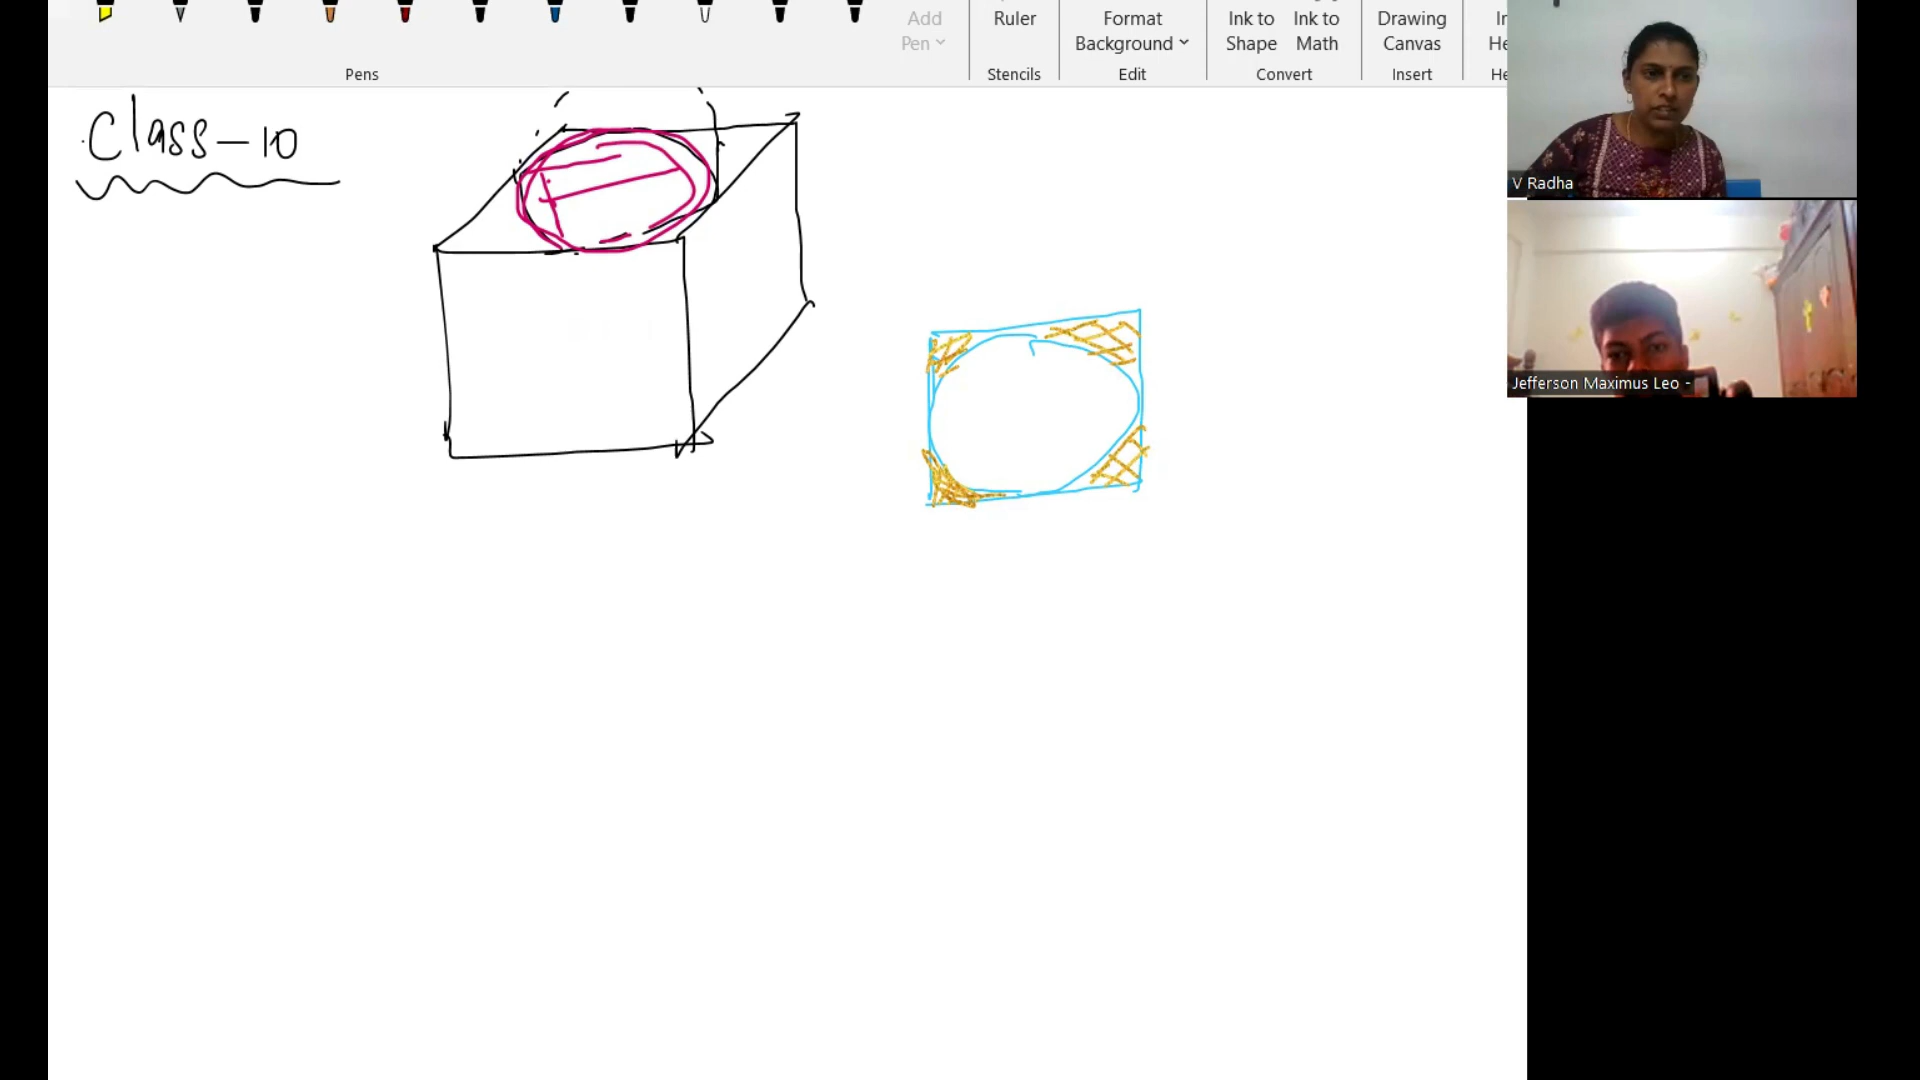 Add
Pen
Ruler
Format
Background
Ink to
Shape
Ink to
Math
Drawing
Canvas
Pens
Stencils
Edit
Convert
Insert
Class-10
V Radha
Jefferson Maximus Leo -